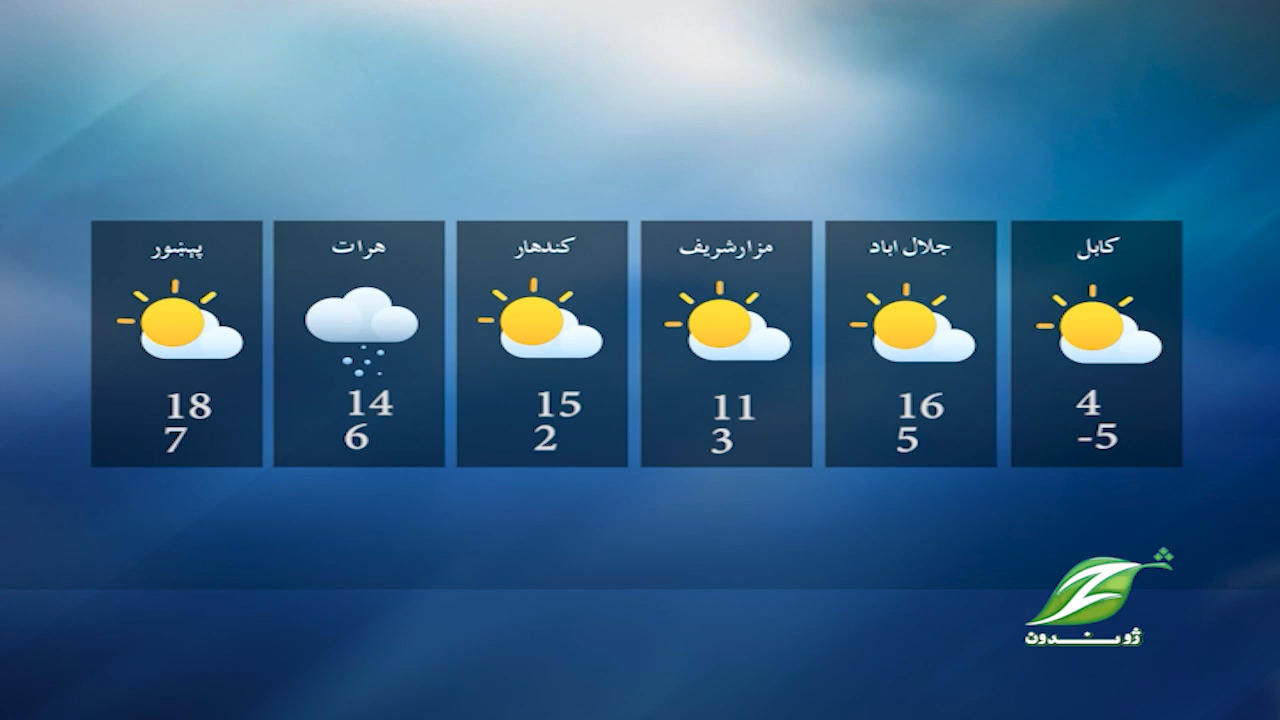 کابل
4
-5
جلال اباد
16
5
مزارشریف
11
3
کندهار
15
2
هرات
14
6
پېښور
18
7
ژوندون